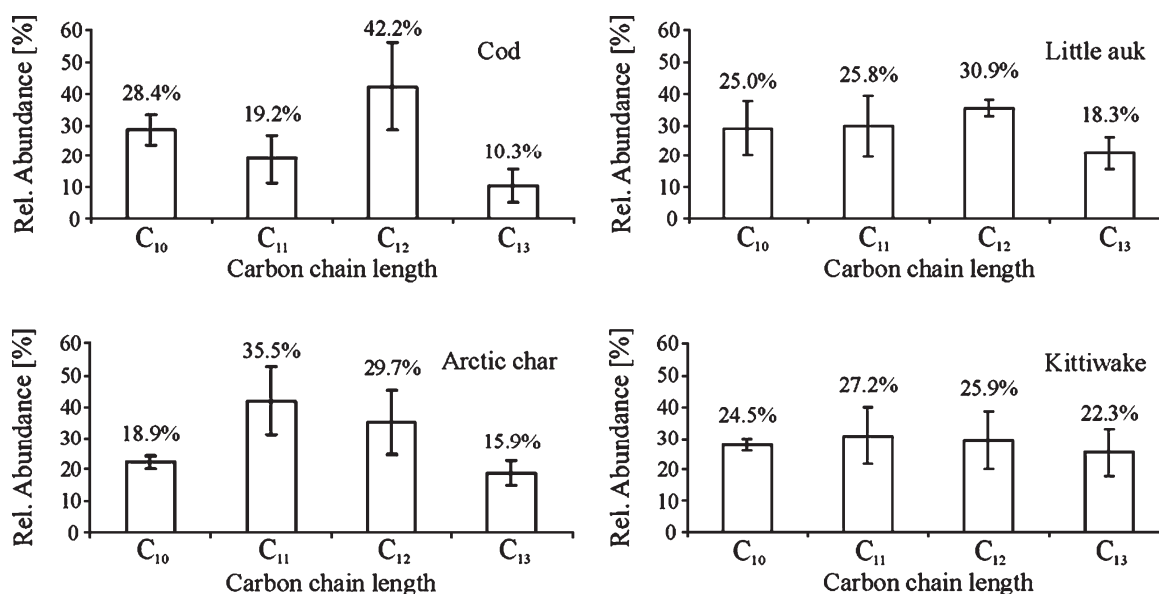 Cod
Rel. Abundance [%]
60
50
40
30
20
10
0
28.4%
19.2%
42.2%
10.3%
C₁₀
C₁₁
C₁₂
C₁₃
Carbon chain length
Little auk
Rel. Abundance [%]
60
50
40
30
20
10
0
25.0%
25.8%
30.9%
18.3%
C₁₀
C₁₁
C₁₂
C₁₃
Carbon chain length
Arctic char
Rel. Abundance [%]
60
50
40
30
20
10
0
18.9%
35.5%
29.7%
15.9%
C₁₀
C₁₁
C₁₂
C₁₃
Carbon chain length
Kittiwake
Rel. Abundance [%]
60
50
40
30
20
10
0
24.5%
27.2%
25.9%
22.3%
C₁₀
C₁₁
C₁₂
C₁₃
Carbon chain length